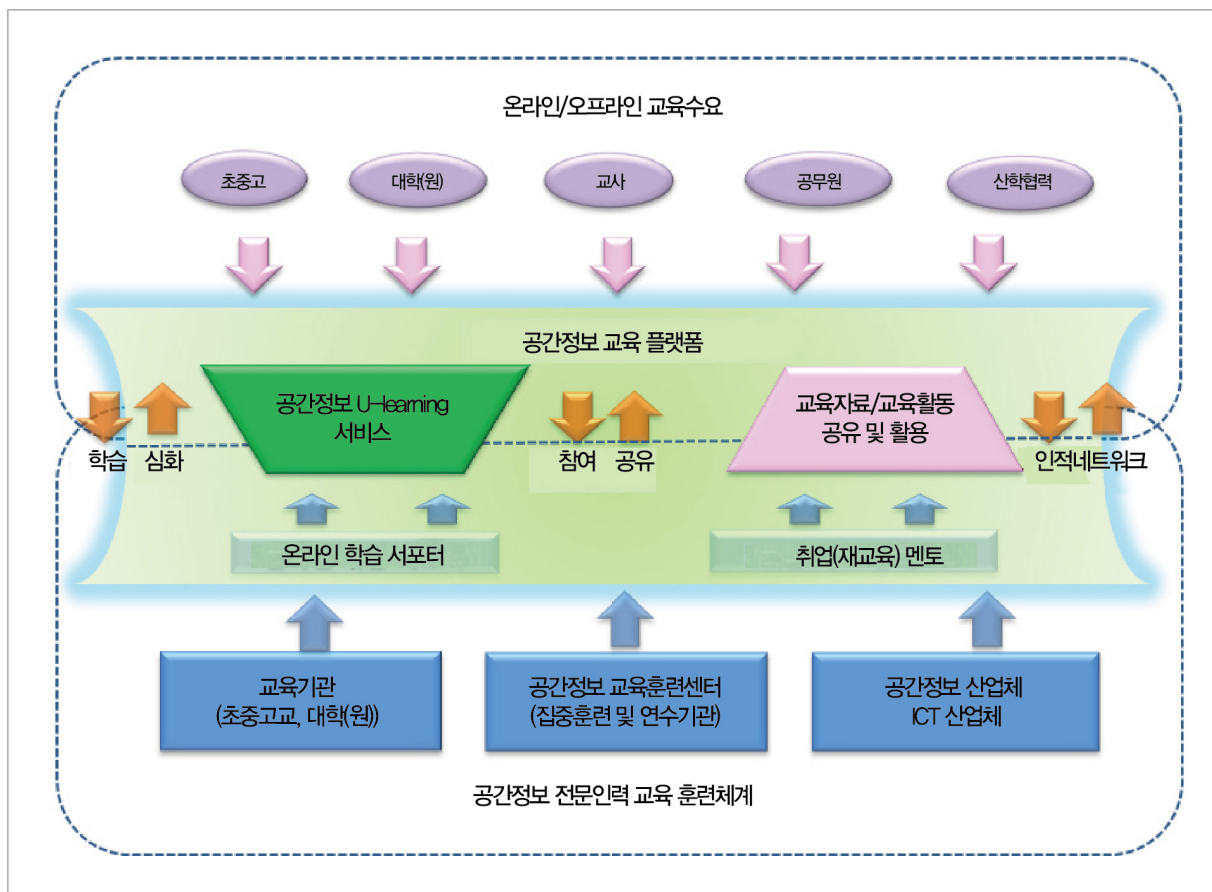 온라인/오프라인 교육수요
초중고
대학(원)
교사
공무원
산학협력
공간정보 교육 플랫폼
공간정보 U-learning
서비스
교육자료/교육활동
공유 및 활용
학습
심화
참여
공유
인적네트워크
온라인 학습 서포터
취업(재교육) 멘토
교육기관
(초중고교, 대학(원))
공간정보 교육훈련센터
(집중훈련 및 연수기관)
공간정보 산업체
ICT 산업체
공간정보 전문인력 교육 훈련체계